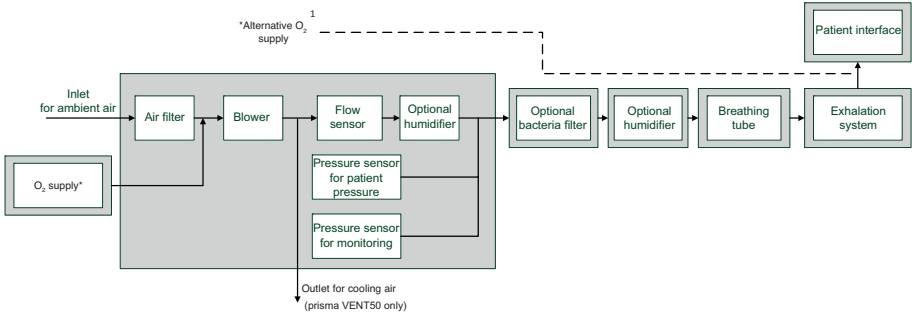 *Alternative O₂ ¹
supply
Patient interface
Inlet
for ambient air
Air filter
Blower
Flow
sensor
Optional
humidifier
Optional
bacteria filter
Optional
humidifier
Breathing
tube
Exhalation
system
O₂ supply*
Pressure sensor
for patient
pressure
Pressure sensor
for monitoring
Outlet for cooling air
(prisma VENT50 only)